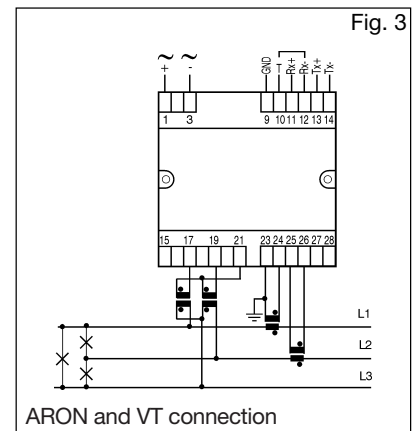 Fig. 3
~ ~
+ -
GND T Rx+ Rx- Tx+ Tx-
1 3 9 10 11 12 13 14
15 17 19 21 23 24 25 26 27 28
L1
L2
L3
ARON and VT connection